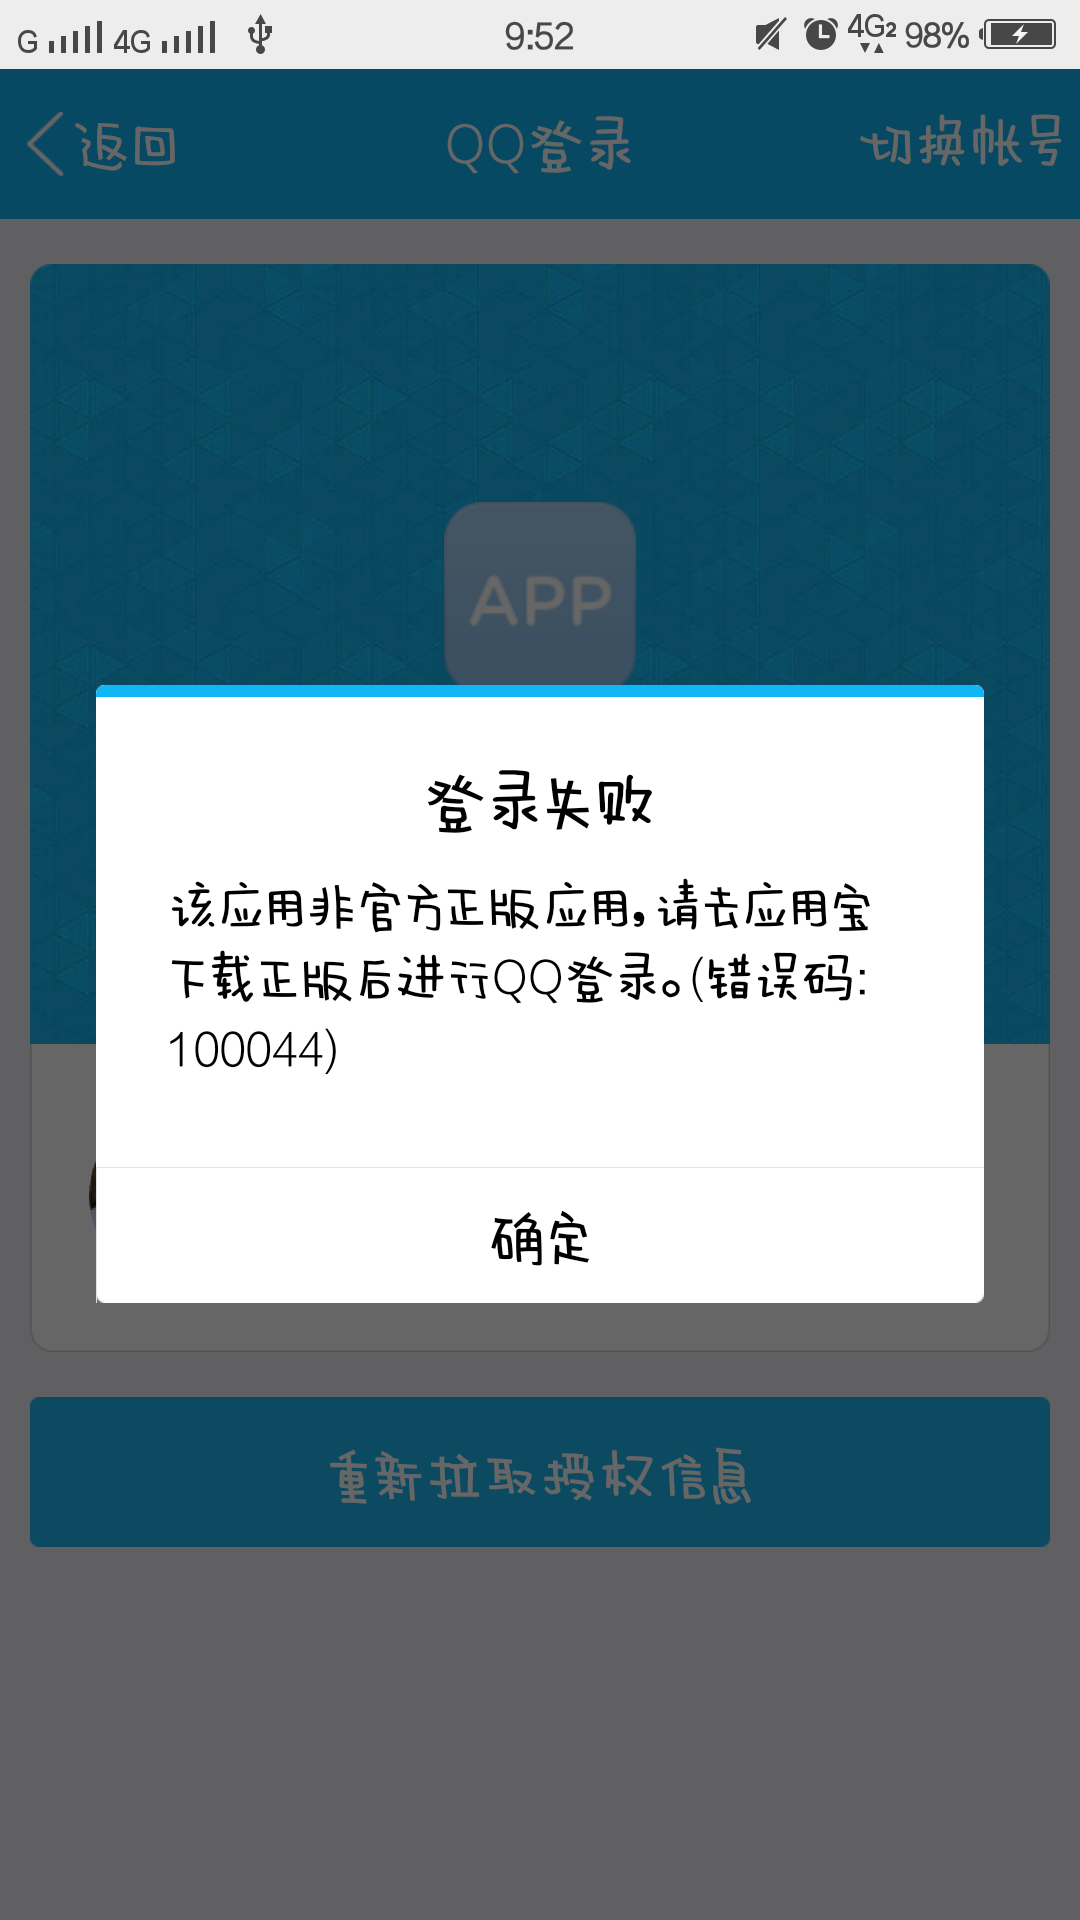 G 4G 9:52 4G2 98%
返回 QQ登录 切换帐号
APP
登录失败
该应用非官方正版应用,请去应用宝
下载正版后进行QQ登录。(错误码:
100044)
确定
重新拉取授权信息